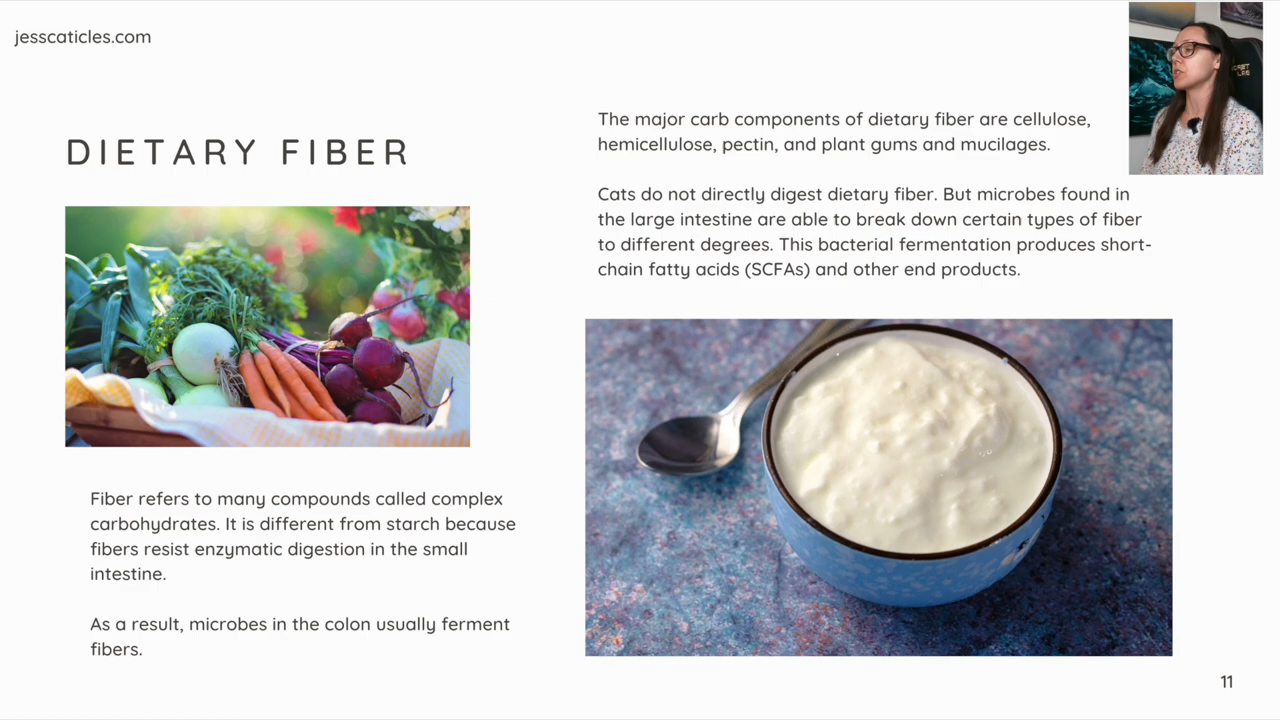 jesscaticles.com
DIETARY FIBER
Fiber refers to many compounds called complex
carbohydrates. It is different from starch because
fibers resist enzymatic digestion in the small
intestine.
As a result, microbes in the colon usually ferment
fibers.
The major carb components of dietary fiber are cellulose,
hemicellulose, pectin, and plant gums and mucilages.
Cats do not directly digest dietary fiber. But microbes found in
the large intestine are able to break down certain types of fiber
to different degrees. This bacterial fermentation produces short-
chain fatty acids (SCFAs) and other end products.
11